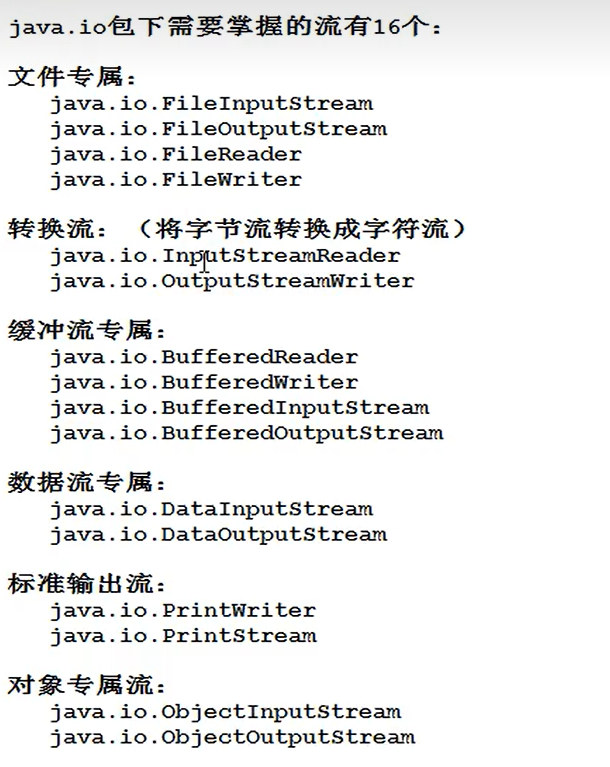 java.io包下需要掌握的流有16个：
文件专属：
java.io.FileInputStream
java.io.FileOutputStream
java.io.FileReader
java.io.FileWriter
转换流：（将字节流转换成字符流）
java.io.InputStreamReader
java.io.OutputStreamWriter
缓冲流专属：
java.io.BufferedReader
java.io.BufferedWriter
java.io.BufferedInputStream
java.io.BufferedOutputStream
数据流专属：
java.io.DataInputStream
java.io.DataOutputStream
标准输出流：
java.io.PrintWriter
java.io.PrintStream
对象专属流：
java.io.ObjectInputStream
java.io.ObjectOutputStream